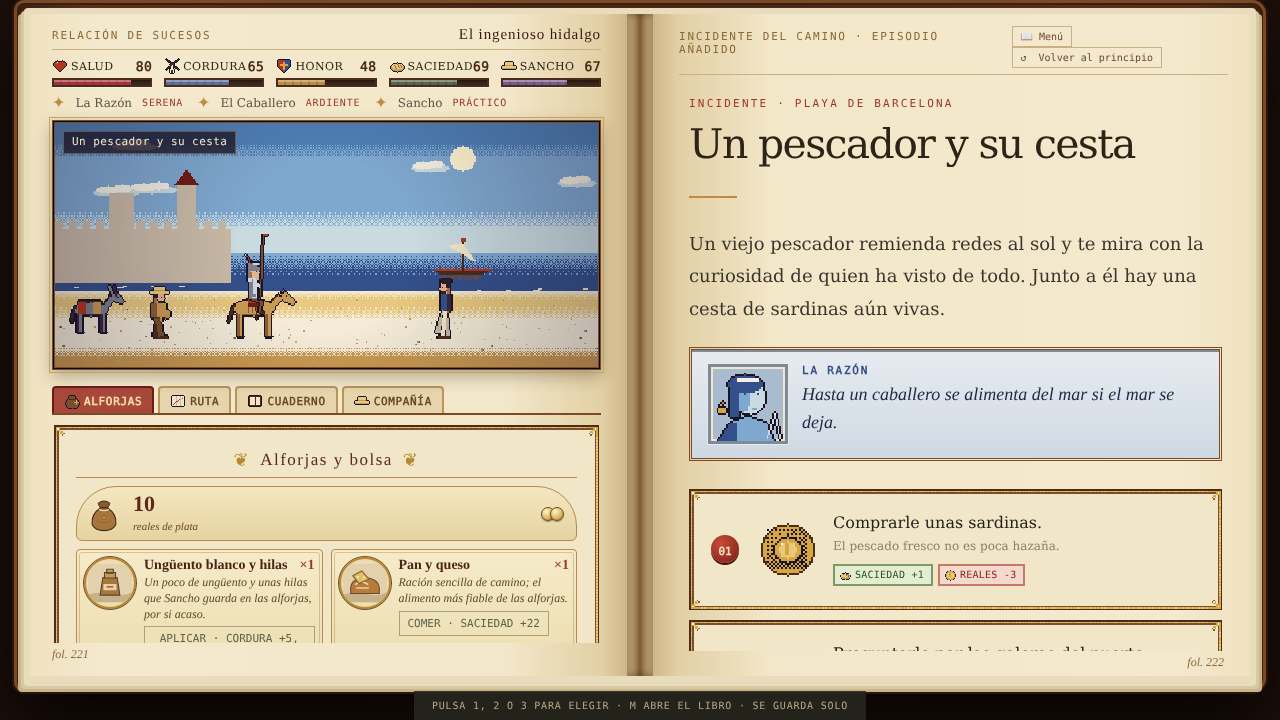 RELACIÓN DE SUCESOS
El ingenioso hidalgo
SALUD 80
CORDURA 65
HONOR 48
SACIEDAD 69
SANCHO 67
La Razón SERENA
El Caballero ARDIENTE
Sancho PRÁCTICO
Un pescador y su cesta
ALFORJAS
RUTA
CUADERNO
COMPAÑÍA
Alforjas y bolsa
10
reales de plata
Ungüento blanco y hilas ×1
Un poco de ungüento y unas hilas
que Sancho guarda en las alforjas,
por si acaso.
APLICAR · CORDURA +5,
Pan y queso ×1
Ración sencilla de camino; el
alimento más fiable de las alforjas.
COMER · SACIEDAD +22
fol. 221
INCIDENTE DEL CAMINO · EPISODIO
AÑADIDO
Menú
↺ Volver al principio
INCIDENTE · PLAYA DE BARCELONA
Un pescador y su cesta
Un viejo pescador remienda redes al sol y te mira con la
curiosidad de quien ha visto de todo. Junto a él hay una
cesta de sardinas aún vivas.
LA RAZÓN
Hasta un caballero se alimenta del mar si el mar se
deja.
01
Comprarle unas sardinas.
El pescado fresco no es poca hazaña.
SACIEDAD +1
REALES -3
fol. 222
PULSA 1, 2 O 3 PARA ELEGIR · M ABRE EL LIBRO · SE GUARDA SOLO